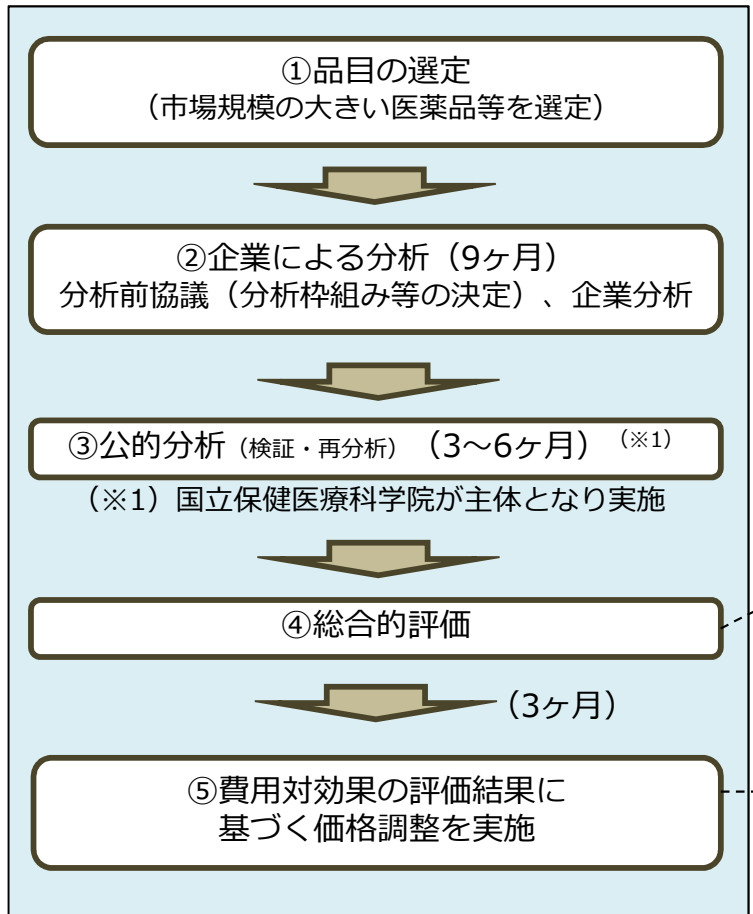 ①品目の選定
（市場規模の大きい医薬品等を選定）
②企業による分析（9ヶ月）
分析前協議（分析枠組み等の決定）、企業分析
③公的分析（検証・再分析）（3～6ヶ月）（※1）
（※1）国立保健医療科学院が主体となり実施
④総合的評価
（3ヶ月）
⑤費用対効果の評価結果に
基づく価格調整を実施